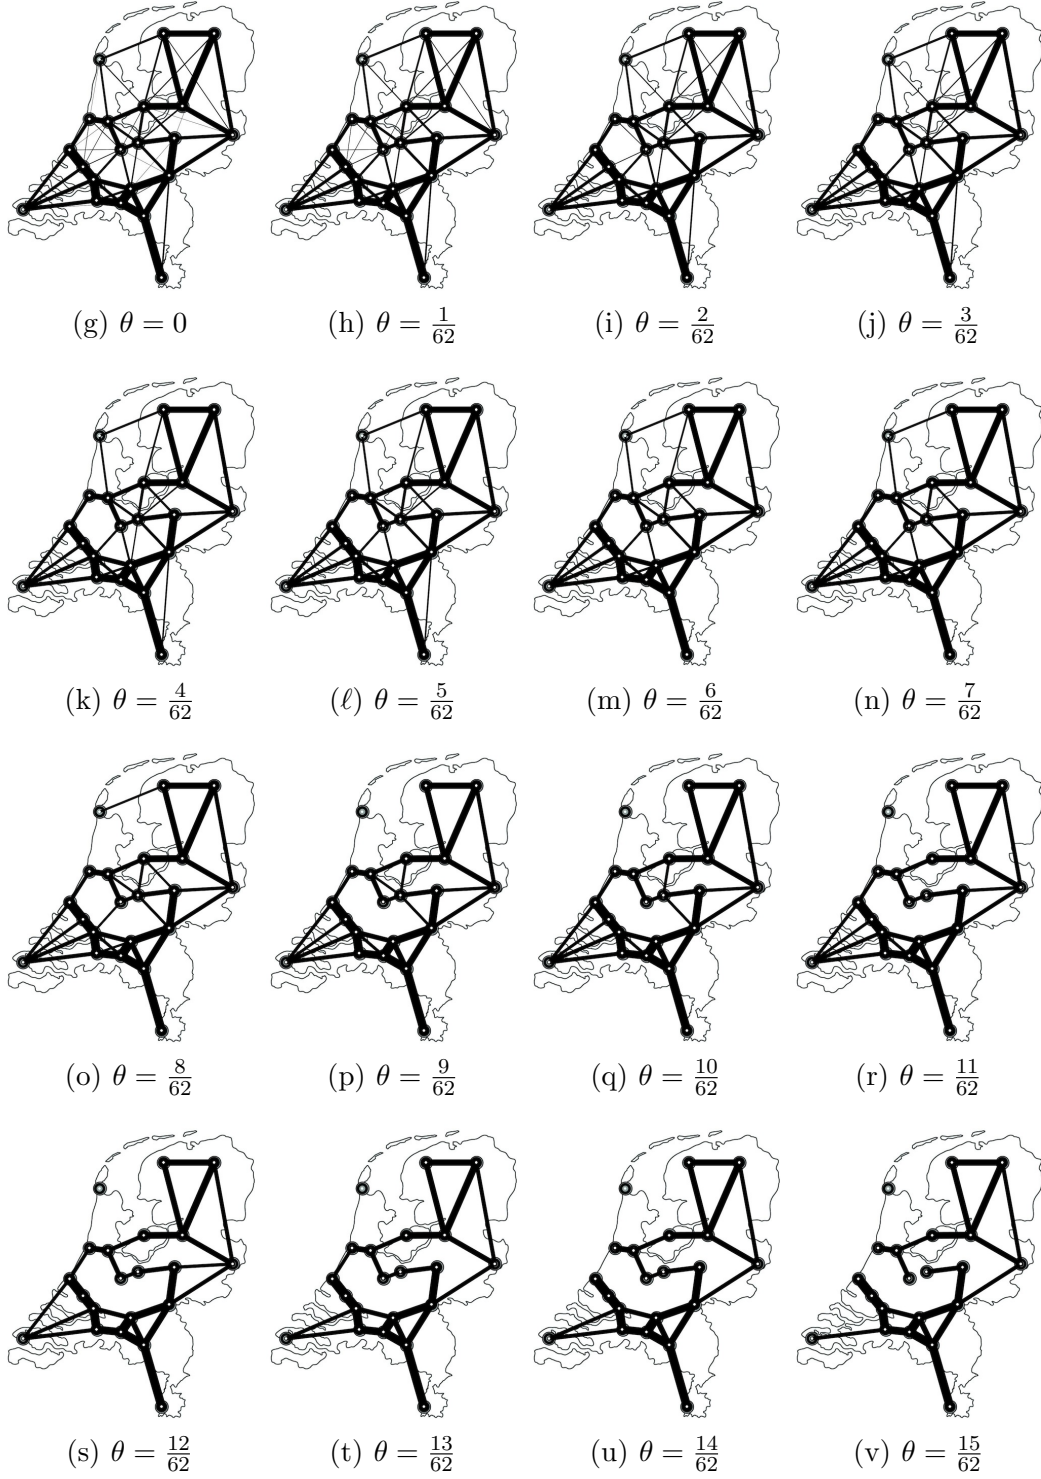 (g) θ = 0 (h) θ = 1/62 (i) θ = 2/62 (j) θ = 3/62
(k) θ = 4/62 (ℓ) θ = 5/62 (m) θ = 6/62 (n) θ = 7/62
(o) θ = 8/62 (p) θ = 9/62 (q) θ = 10/62 (r) θ = 11/62
(s) θ = 12/62 (t) θ = 13/62 (u) θ = 14/62 (v) θ = 15/62